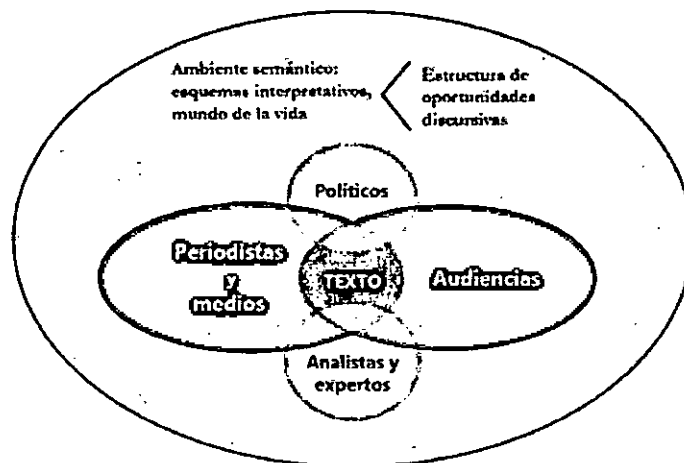 Ambiente semántico:
esquemas interpretativos,
mundo de la vida
Estructura de
oportunidades
discursivas
Políticos
Periodistas
y
medios
TEXTO
Audiencias
Analistas y
expertos